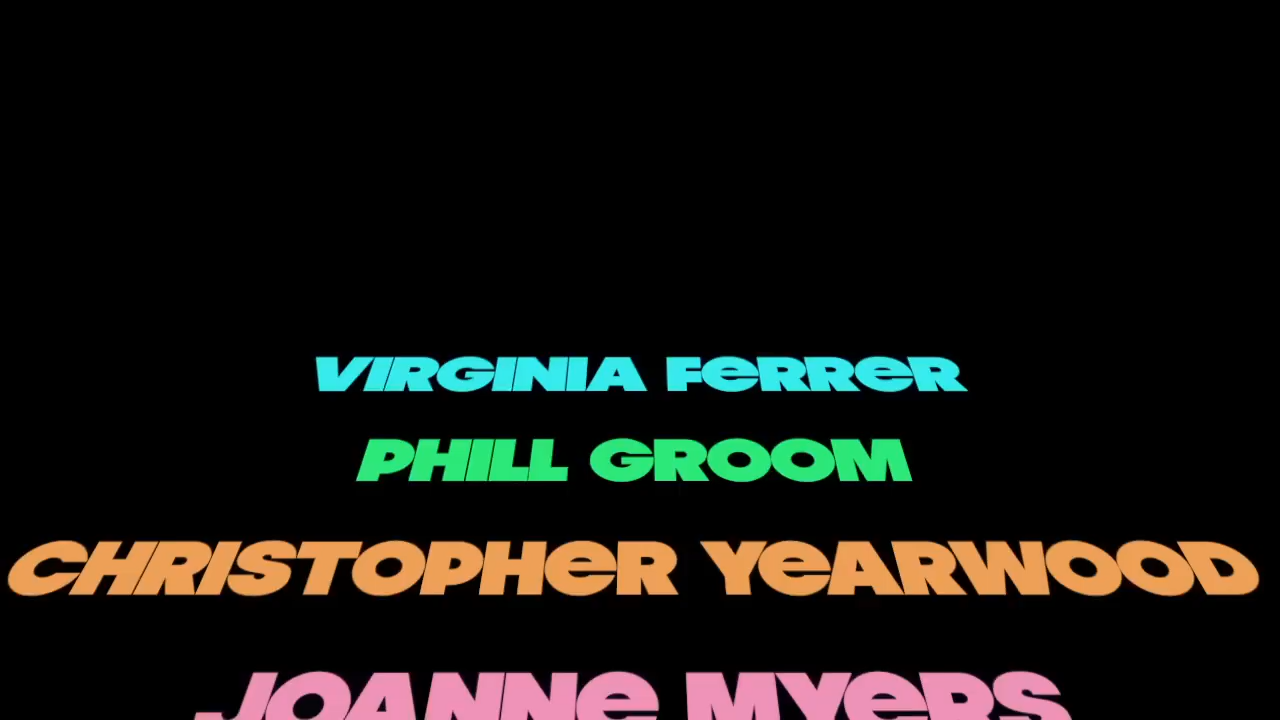 VIRGINIA FeRReR
PHILL GROOM
CHRISTOPHeR YeARWOOD
JOANNe MYeRS